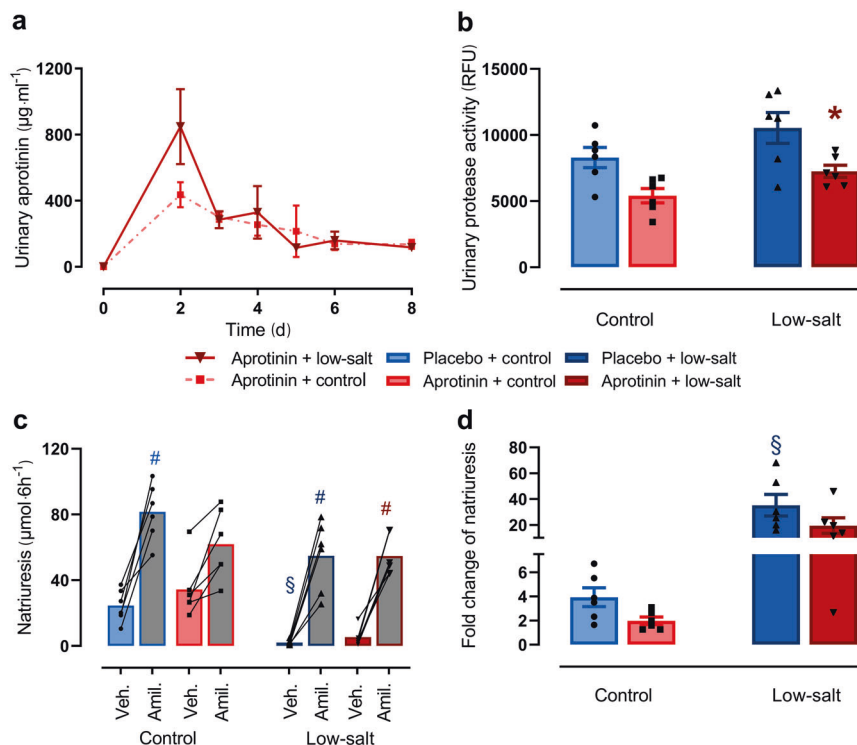 a
Urinary aprotinin (µg·ml⁻¹)
1200
800
400
0
0
2
4
6
8
Time (d)
b
Urinary protease activity (RFU)
15000
10000
5000
0
*
Control
Low-salt
Aprotinin + low-salt
Placebo + control
Placebo + low-salt
Aprotinin + control
Aprotinin + control
Aprotinin + low-salt
c
Natriuresis (µmol·6h⁻¹)
120
80
40
0
#
§
#
#
Veh.
Amil.
Veh.
Amil.
Veh.
Amil.
Veh.
Amil.
Control
Low-salt
d
Fold change of natriuresis
80
60
40
20
6
4
2
0
§
Control
Low-salt